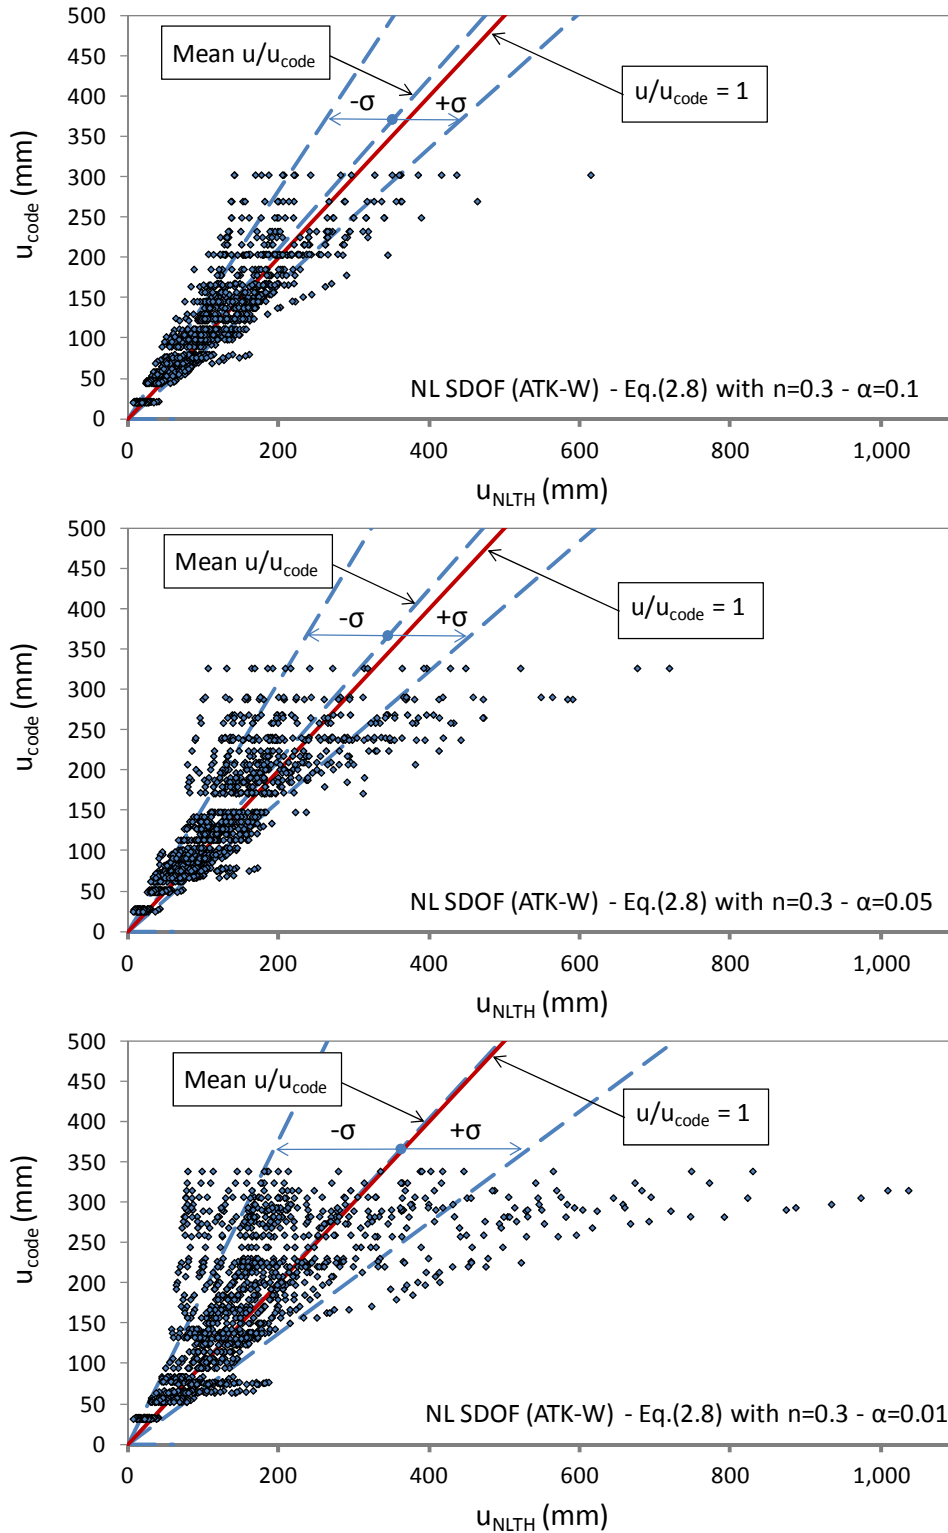 500
450
400
350
300
250
200
150
100
50
0
u_code (mm)
Mean u/u_code
u/u_code = 1
-σ
+σ
NL SDOF (ATK-W) - Eq.(2.8) with n=0.3 - α=0.1
0 200 400 600 800 1,000
u_NLTH (mm)
500
450
400
350
300
250
200
150
100
50
0
u_code (mm)
Mean u/u_code
u/u_code = 1
-σ
+σ
NL SDOF (ATK-W) - Eq.(2.8) with n=0.3 - α=0.05
0 200 400 600 800 1,000
u_NLTH (mm)
500
450
400
350
300
250
200
150
100
50
0
u_code (mm)
Mean u/u_code
u/u_code = 1
-σ
+σ
NL SDOF (ATK-W) - Eq.(2.8) with n=0.3 - α=0.01
0 200 400 600 800 1,000
u_NLTH (mm)